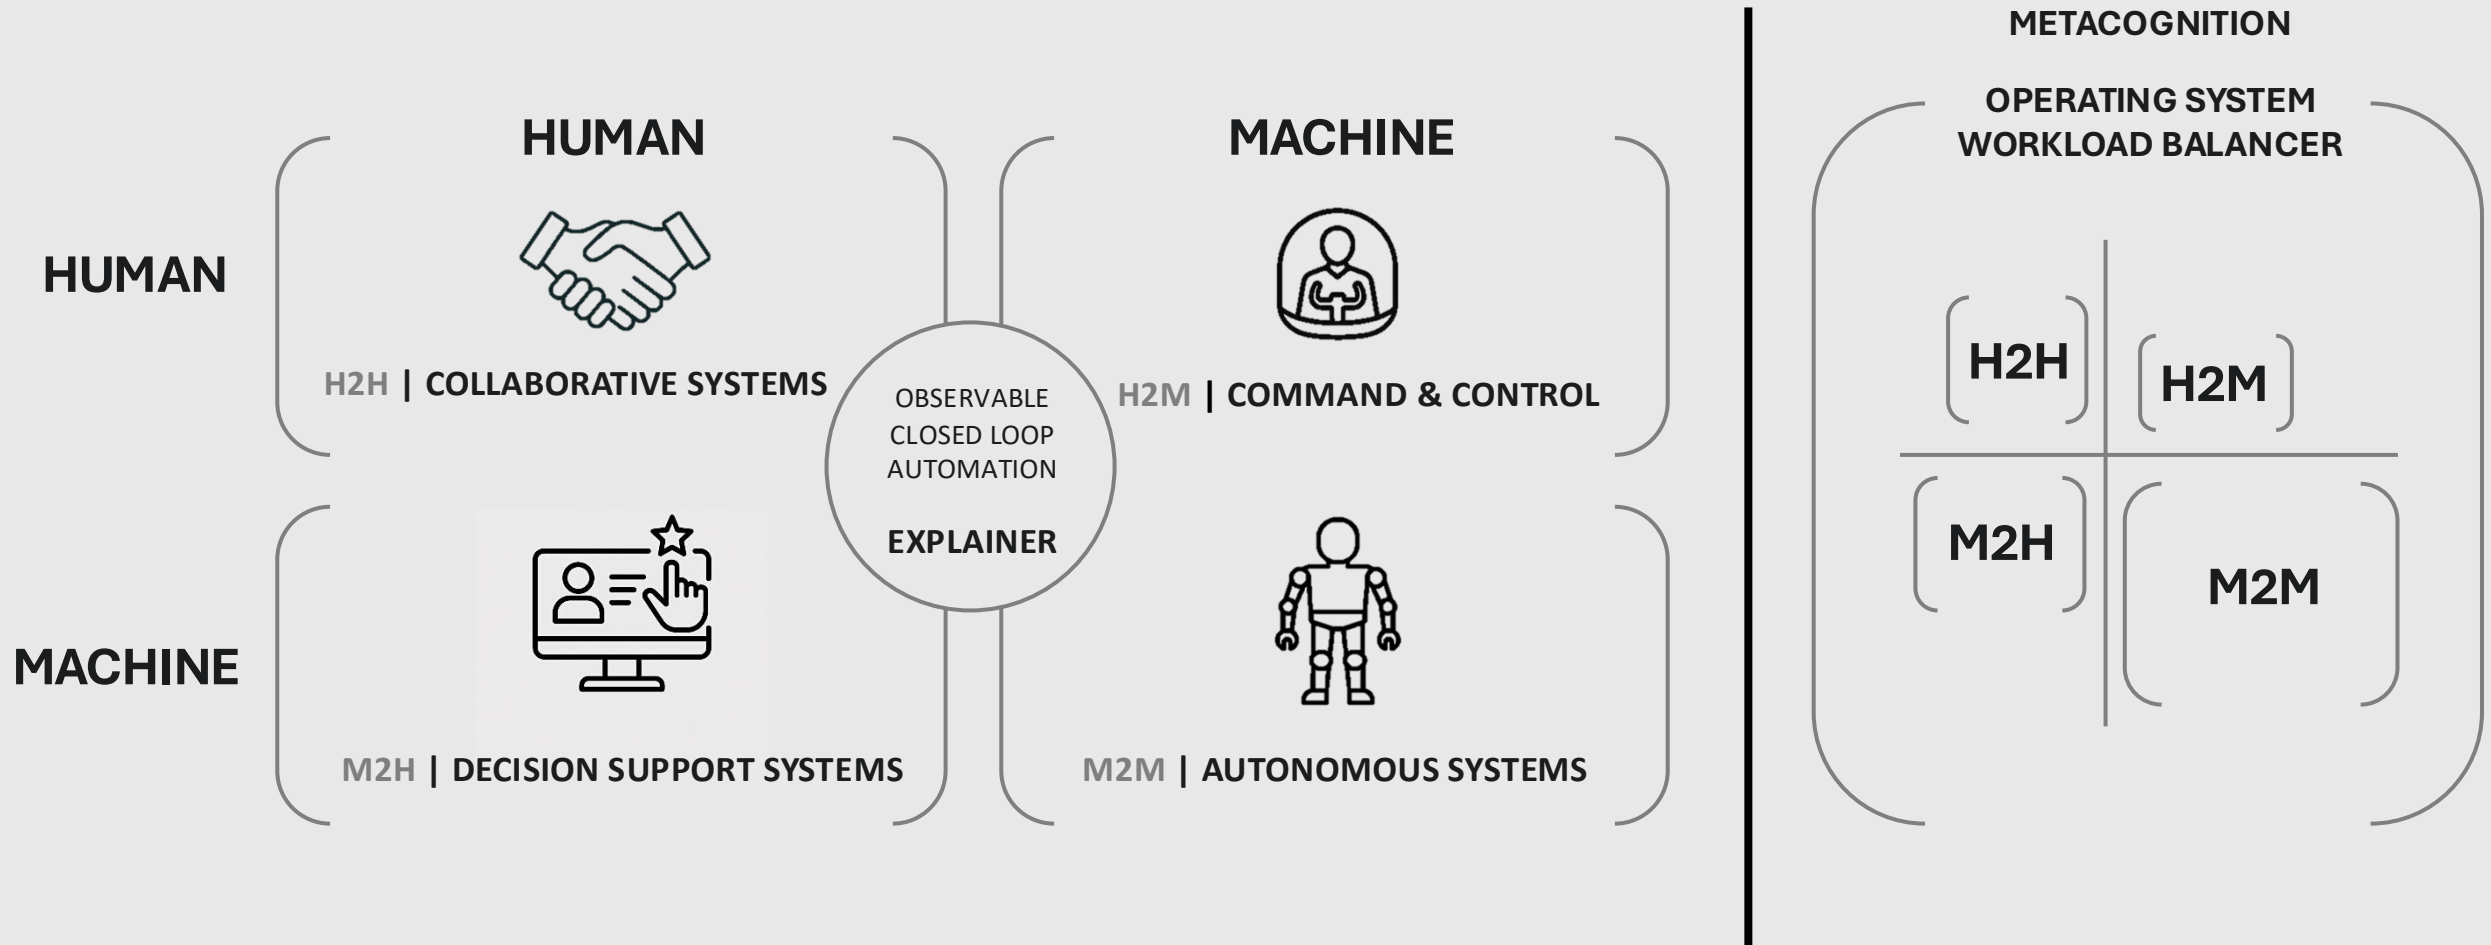 HUMAN
MACHINE
HUMAN
H2H | COLLABORATIVE SYSTEMS
H2M | COMMAND & CONTROL
OBSERVABLE
CLOSED LOOP
AUTOMATION
EXPLAINER
MACHINE
M2H | DECISION SUPPORT SYSTEMS
M2M | AUTONOMOUS SYSTEMS
METACOGNITION
OPERATING SYSTEM
WORKLOAD BALANCER
H2H
H2M
M2H
M2M